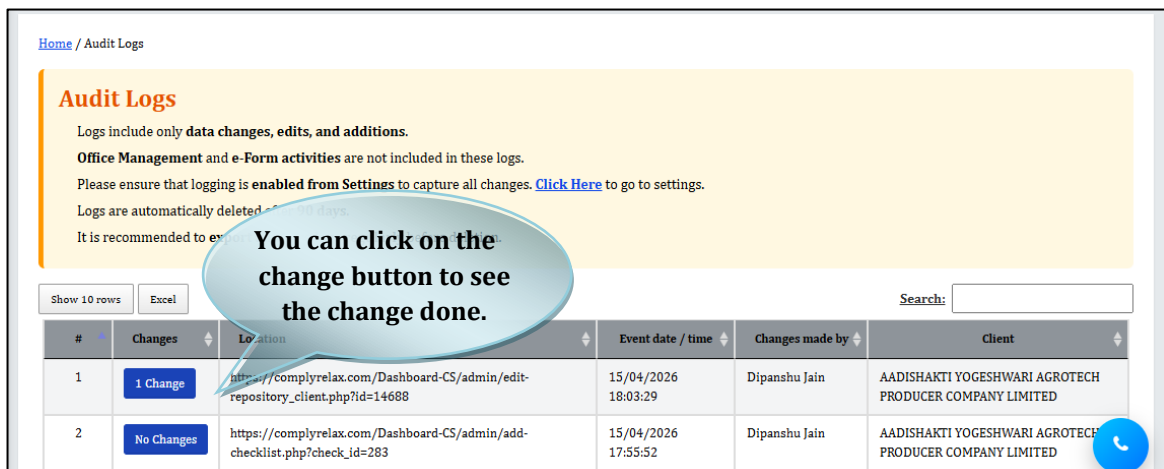 Home / Audit Logs
Audit Logs
Logs include only data changes, edits, and additions.
Office Management and e-Form activities are not included in these logs.
Please ensure that logging is enabled from Settings to capture all changes. Click Here to go to settings.
Logs are automatically deleted after 90 days.
It is recommended to
You can click on the
change button to see
the change done.
Show 10 rows Excel Search:
# Changes Location Event date / time Changes made by Client
1 1 Change https://complyrelax.com/Dashboard-CS/admin/edit- 15/04/2026 Dipanshu Jain AADISHAKTI YOGESHWARI AGROTECH
repository_client.php?id=14688 18:03:29 PRODUCER COMPANY LIMITED
2 No Changes https://complyrelax.com/Dashboard-CS/admin/add- 15/04/2026 Dipanshu Jain AADISHAKTI YOGESHWARI AGROTECH
checklist.php?check_id=283 17:55:52 PRODUCER COMPANY LIMITED